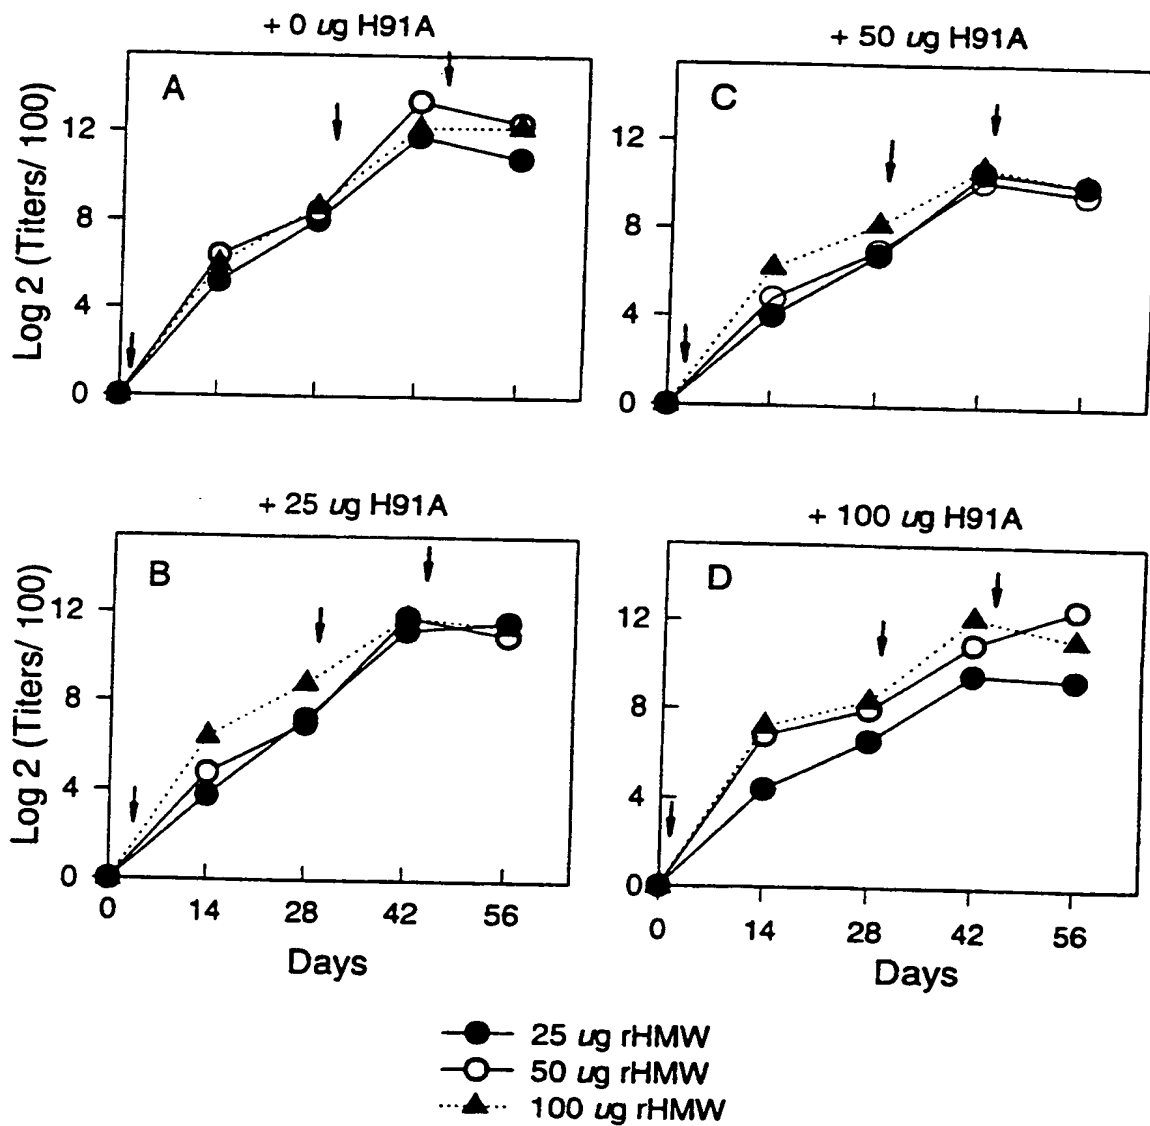 + 0 ug H91A
A
Log 2 (Titers/ 100)
12
8
4
0
+ 50 ug H91A
C
12
8
4
0
+ 25 ug H91A
B
Log 2 (Titers/ 100)
12
8
4
0
0 14 28 42 56
Days
+ 100 ug H91A
D
12
8
4
0
0 14 28 42 56
Days
25 ug rHMW
50 ug rHMW
100 ug rHMW